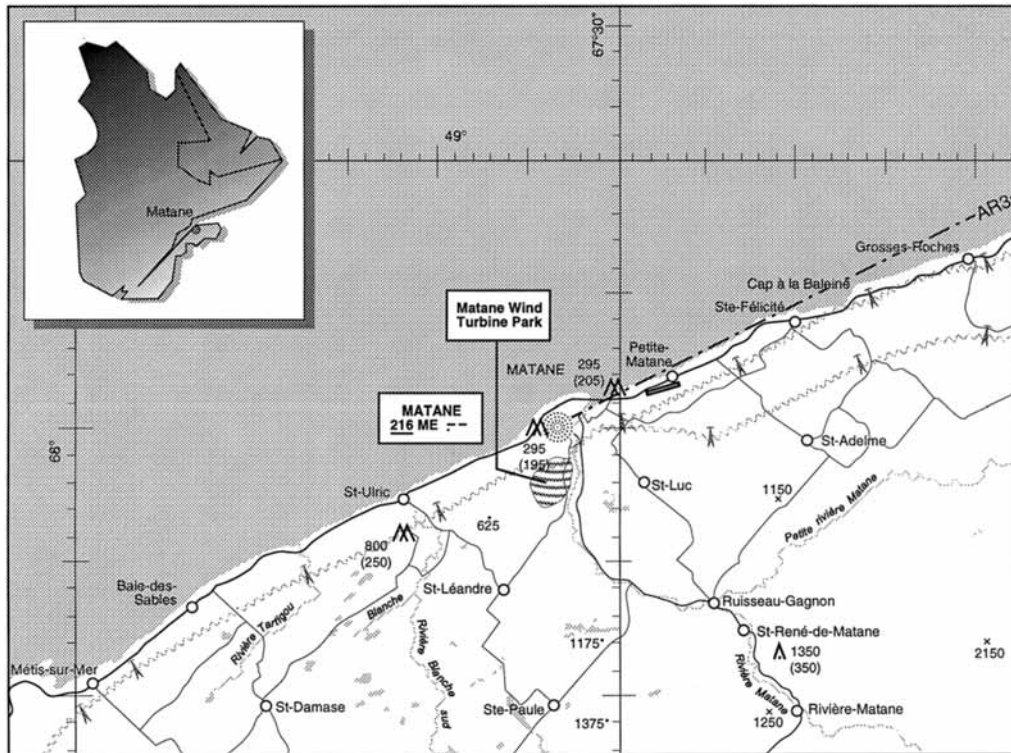 67°30'
49°
Matane
AR3
Grosses-Roches
Cap à la Baleine
Ste-Félicité
Matane Wind
Turbine Park
Petite-
Matane
MATANE
295
(205)
MATANE
216 ME
295
(195)
68°
St-Adelme
St-Ulric
St-Luc
1150
Petite rivière Matane
625
800
(250)
Baie-des-
Sables
St-Léandre
Ruisseau-Gagnon
Rivière Tartigou
Blanche
Rivière
Blanche
sud
St-René-de-Matane
1175
1350
(350)
2150
Métis-sur-Mer
Rivière
Matane
St-Damase
Ste-Paule
1375
1250
Rivière-Matane